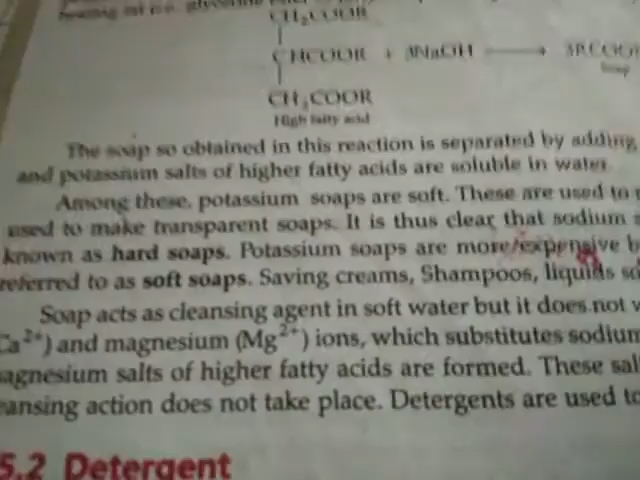 CH₂COOR
CHCOOR + 3NaOH ⟶ 3RCOO
Soap
CH₂COOR
High fatty acid
The soap so obtained in this reaction is separated by adding
and potassium salts of higher fatty acids are soluble in water.
Among these, potassium soaps are soft. These are used to
used to make transparent soaps. It is thus clear that sodium s
known as hard soaps. Potassium soaps are more expensive b
referred to as soft soaps. Saving creams, Shampoos, liquids so
Soap acts as cleansing agent in soft water but it does not w
Ca²⁺) and magnesium (Mg²⁺) ions, which substitutes sodium
agnesium salts of higher fatty acids are formed. These sal
eansing action does not take place. Detergents are used to
5.2 Detergent